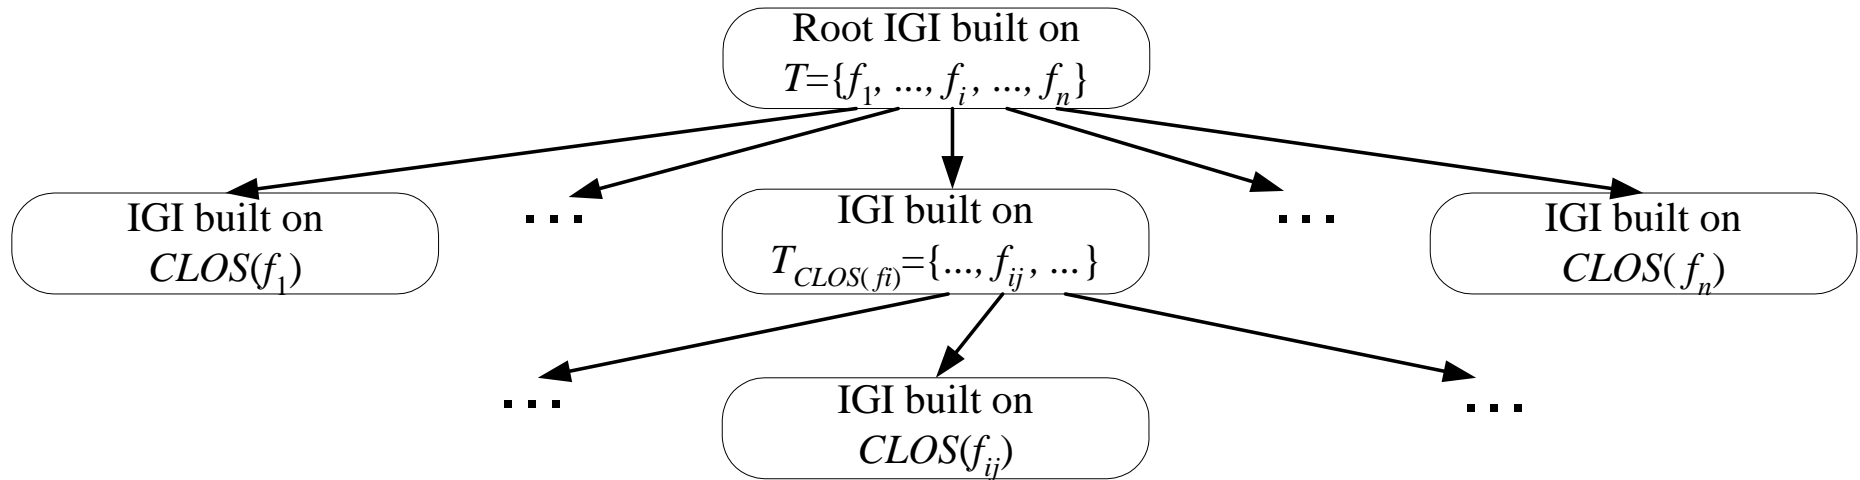 Root IGI built on
T={f1, ..., fi, ..., fn}
IGI built on
CLOS(f1)
...
IGI built on
TCLOS(fi)={..., fij, ...}
...
IGI built on
CLOS(fn)
...
IGI built on
CLOS(fij)
...